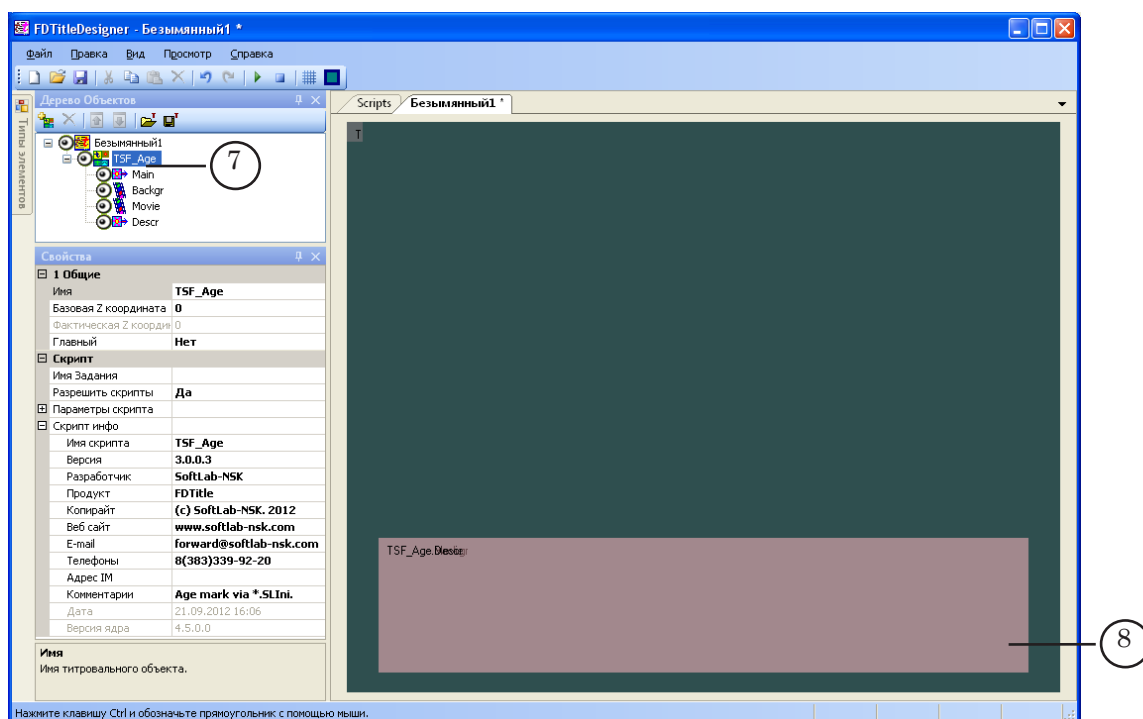 FDTitleDesigner - Безымянный1 *
Файл Правка Вид Просмотр Справка
Типы элементов
Дерево Объектов
Безымянный1
TSF_Age
Main
Backgr
Movie
Descr
7
Scripts Безымянный1 *
T
Свойства
1 Общие
Имя TSF_Age
Базовая Z координата 0
Фактическая Z коорди 0
Главный Нет
Скрипт
Имя Задания
Разрешить скрипты Да
Параметры скрипта
Скрипт инфо
Имя скрипта TSF_Age
Версия 3.0.0.3
Разработчик SoftLab-NSK
Продукт FDTitle
Копирайт (c) SoftLab-NSK. 2012
Веб сайт www.softlab-nsk.com
E-mail forward@softlab-nsk.com
Телефоны 8(383)339-92-20
Адрес IM
Комментарии Age mark via *.SLIni.
Дата 21.09.2012 16:06
Версия ядра 4.5.0.0
Имя
Имя титровального объекта.
TSF_Age.
8
Нажмите клавишу Ctrl и обозначьте прямоугольник с помощью мыши.